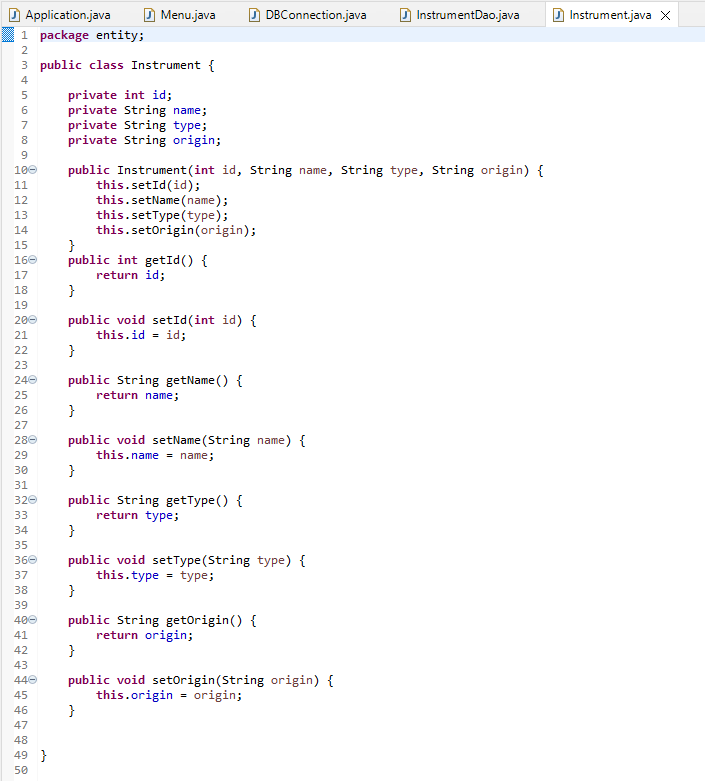 Application.java Menu.java DBConnection.java InstrumentDao.java Instrument.java
1 package entity;
2
3 public class Instrument {
4
5     private int id;
6     private String name;
7     private String type;
8     private String origin;
9
10     public Instrument(int id, String name, String type, String origin) {
11         this.setId(id);
12         this.setName(name);
13         this.setType(type);
14         this.setOrigin(origin);
15     }
16     public int getId() {
17         return id;
18     }
19
20     public void setId(int id) {
21         this.id = id;
22     }
23
24     public String getName() {
25         return name;
26     }
27
28     public void setName(String name) {
29         this.name = name;
30     }
31
32     public String getType() {
33         return type;
34     }
35
36     public void setType(String type) {
37         this.type = type;
38     }
39
40     public String getOrigin() {
41         return origin;
42     }
43
44     public void setOrigin(String origin) {
45         this.origin = origin;
46     }
47
48
49 }
50